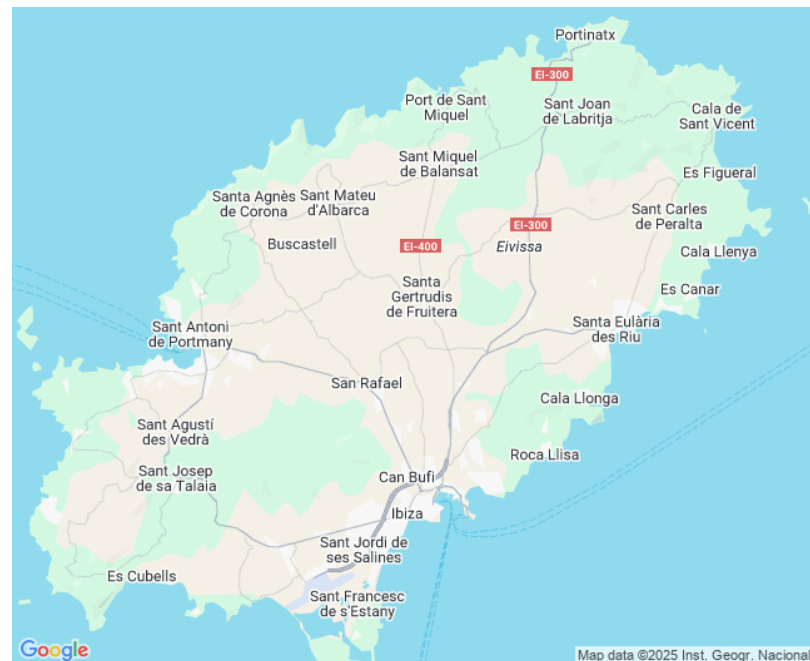 Portinatx
EI-300
Port de Sant
Miquel
Sant Joan
de Labritja
Cala de
Sant Vicent
Sant Miquel
de Balansat
Es Figueral
Santa Agnès
de Corona
Sant Mateu
d'Albarca
Sant Carles
de Peralta
EI-300
Buscastell
EI-400
Eivissa
Cala Llenya
Santa
Gertrudis
de Fruitera
Es Canar
Sant Antoni
de Portmany
Santa Eulària
des Riu
San Rafael
Cala Llonga
Sant Agustí
des Vedrà
Roca Llisa
Sant Josep
de sa Talaia
Can Bufi
Ibiza
Sant Jordi de
ses Salines
Es Cubells
Sant Francesc
de s'Estany
Google
Map data ©2025 Inst. Geogr. Nacional